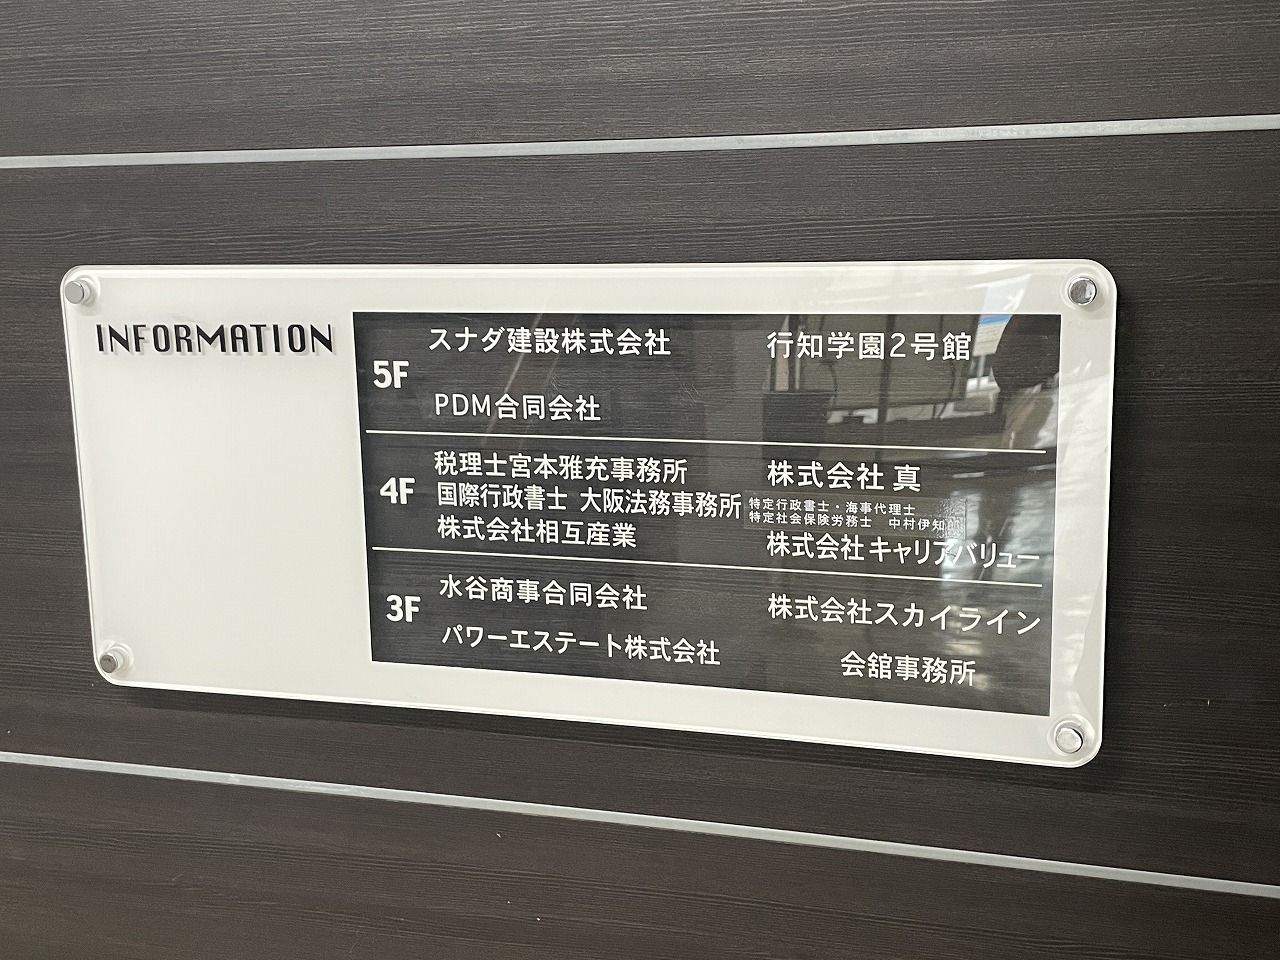 INFORMATION
5F
スナダ建設株式会社
行知学園2号館
PDM合同会社
4F
税理士宮本雅充事務所
株式会社 真
国際行政書士 大阪法務事務所
特定行政書士・海事代理士
特定社会保険労務士 中村伊知郎
株式会社相互産業
株式会社キャリアバリュー
3F
水谷商事合同会社
株式会社スカイライン
パワーエステート株式会社
会舘事務所